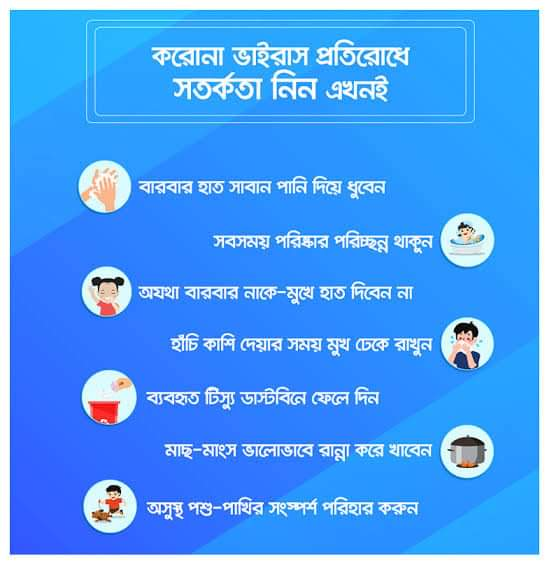 করোনা ভাইরাস প্রতিরোধে
সতর্কতা নিন এখনই
বারবার হাত সাবান পানি দিয়ে ধুবেন
সবসময় পরিষ্কার পরিচ্ছন্ন থাকুন
অযথা বারবার নাকে-মুখে হাত দিবেন না
হাঁচি কাশি দেয়ার সময় মুখ ঢেকে রাখুন
ব্যবহৃত টিস্যু ডাস্টবিনে ফেলে দিন
মাছ-মাংস ভালোভাবে রান্না করে খাবেন
অসুস্থ পশু-পাখির সংস্পর্শ পরিহার করুন